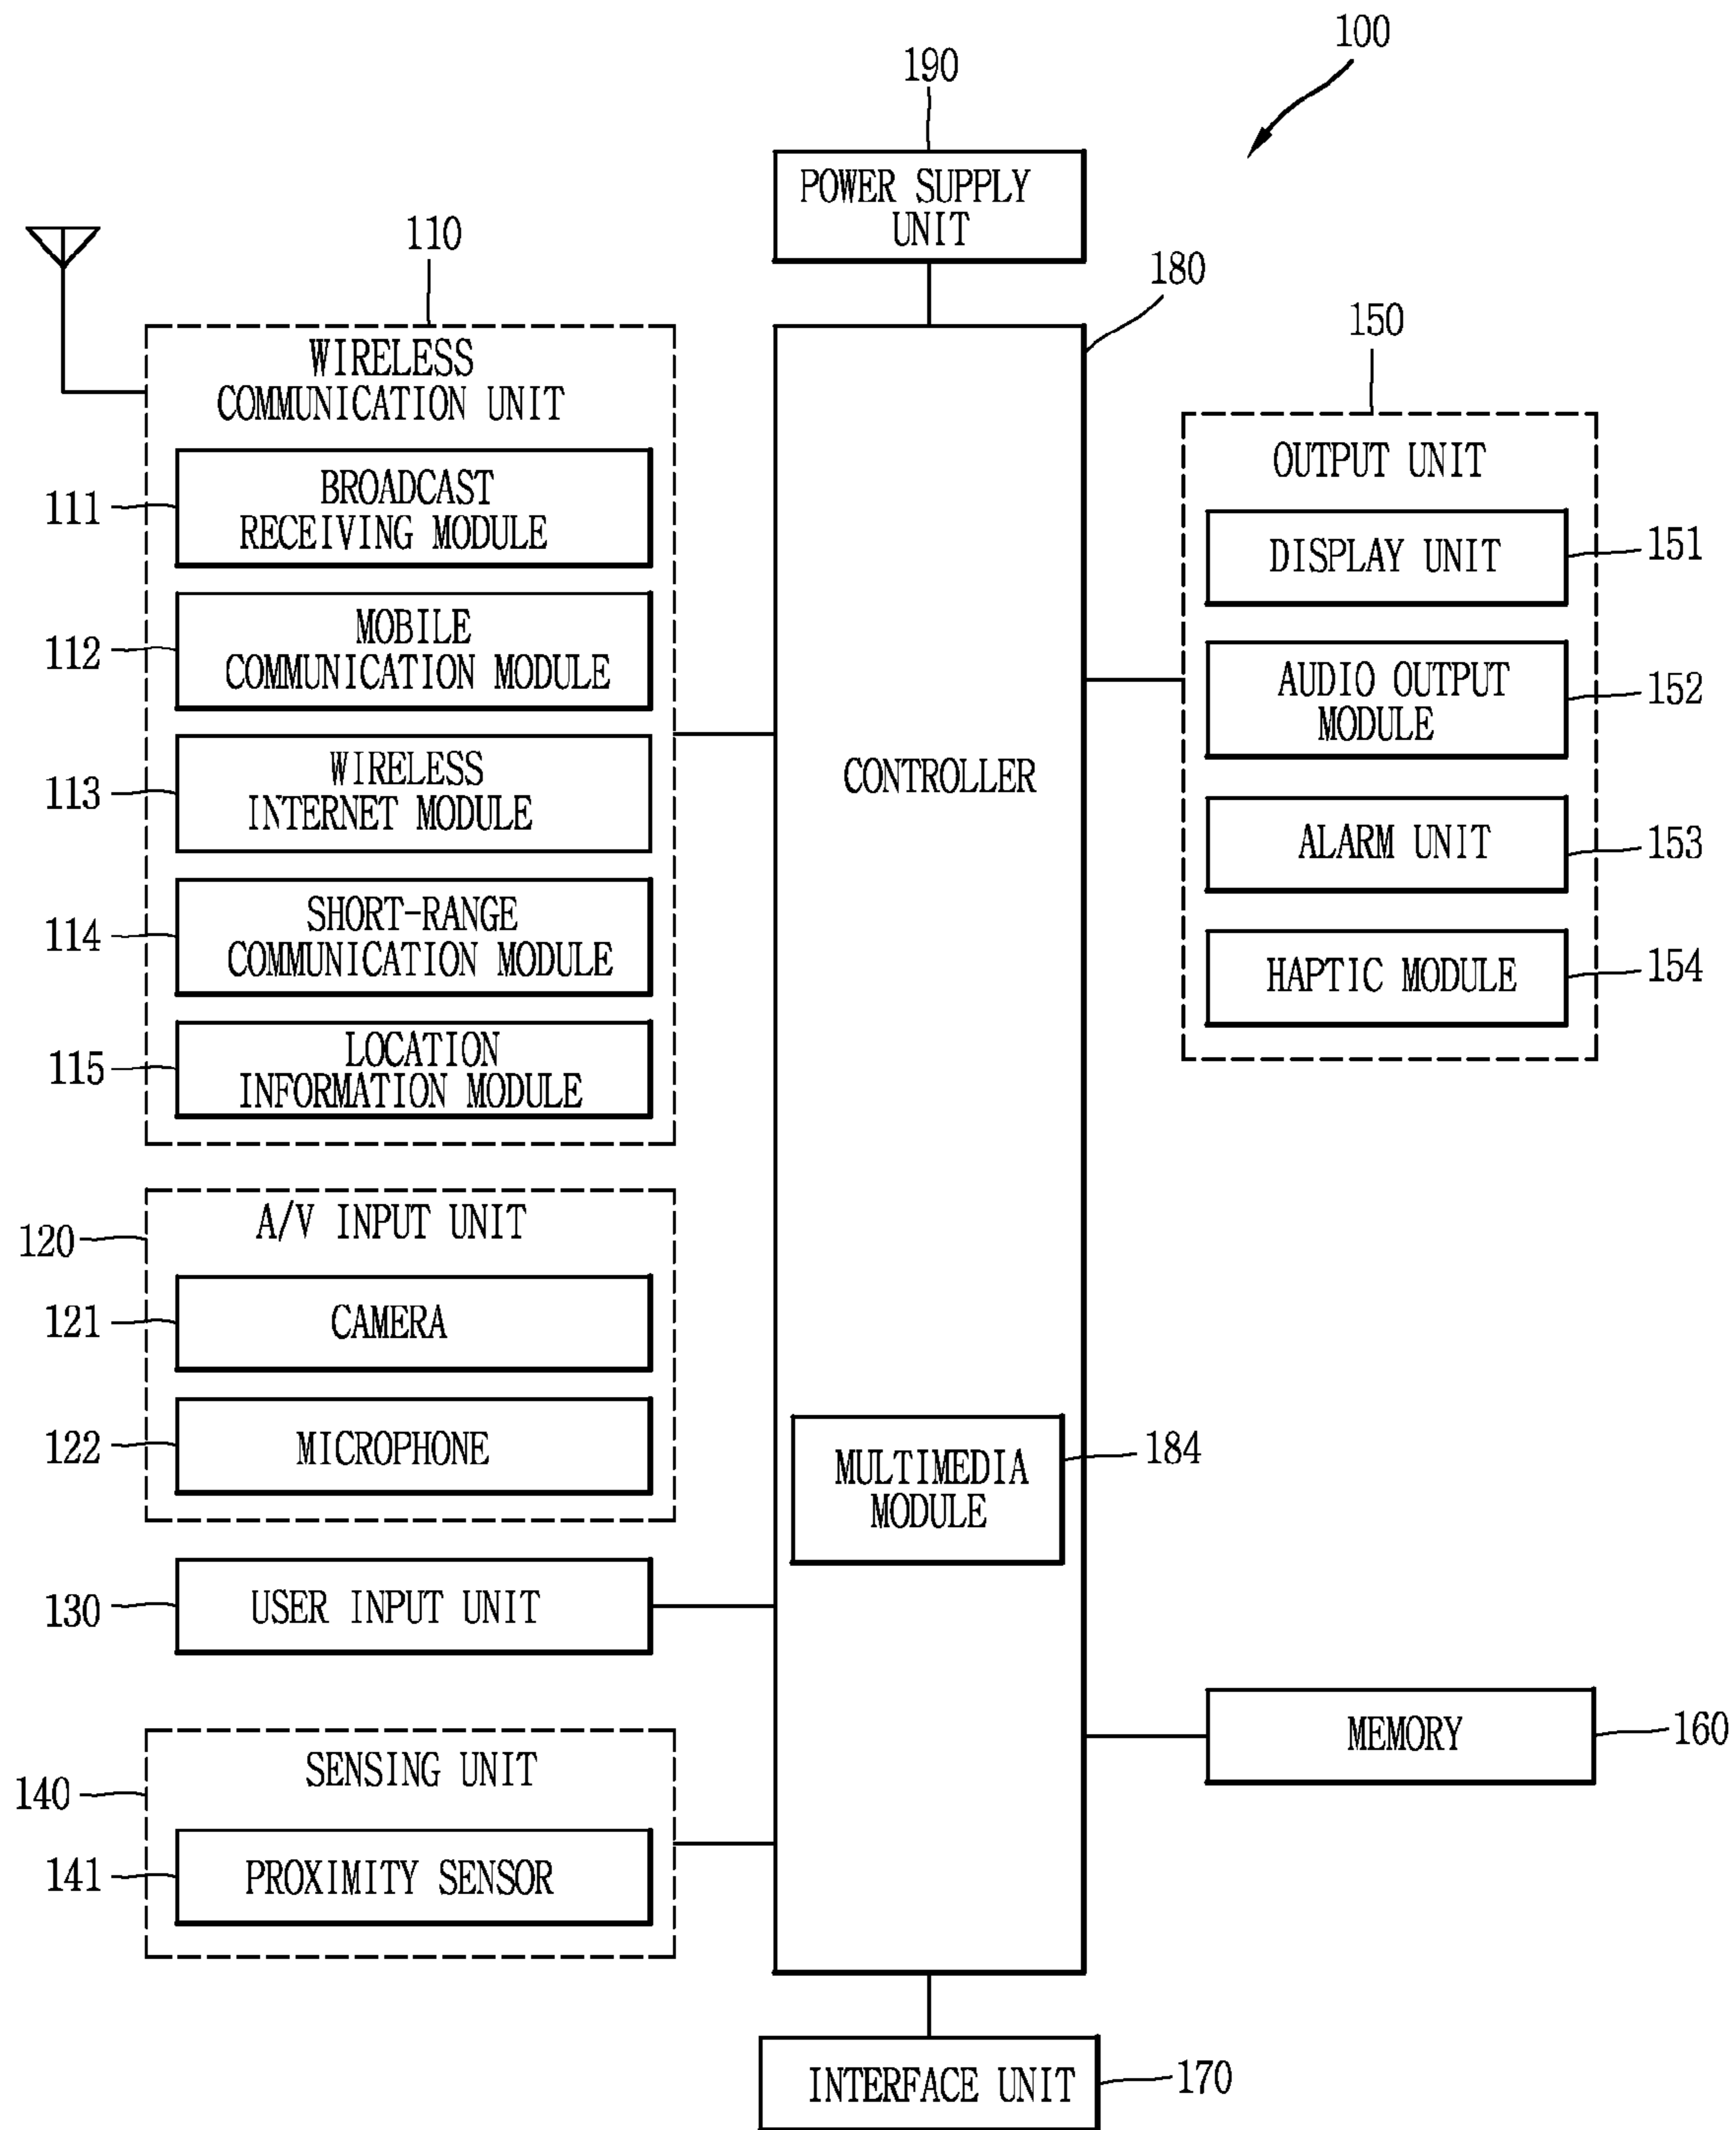 100
190
POWER SUPPLY
UNIT
110
180
150
WIRELESS
COMMUNICATION UNIT
111
BROADCAST
RECEIVING MODULE
112
MOBILE
COMMUNICATION MODULE
113
WIRELESS
INTERNET MODULE
114
SHORT-RANGE
COMMUNICATION MODULE
115
LOCATION
INFORMATION MODULE
120
A/V INPUT UNIT
121
CAMERA
122
MICROPHONE
130
USER INPUT UNIT
140
SENSING UNIT
141
PROXIMITY SENSOR
CONTROLLER
MULTIMEDIA
MODULE
184
OUTPUT UNIT
DISPLAY UNIT
151
AUDIO OUTPUT
MODULE
152
ALARM UNIT
153
HAPTIC MODULE
154
MEMORY
160
INTERFACE UNIT
170